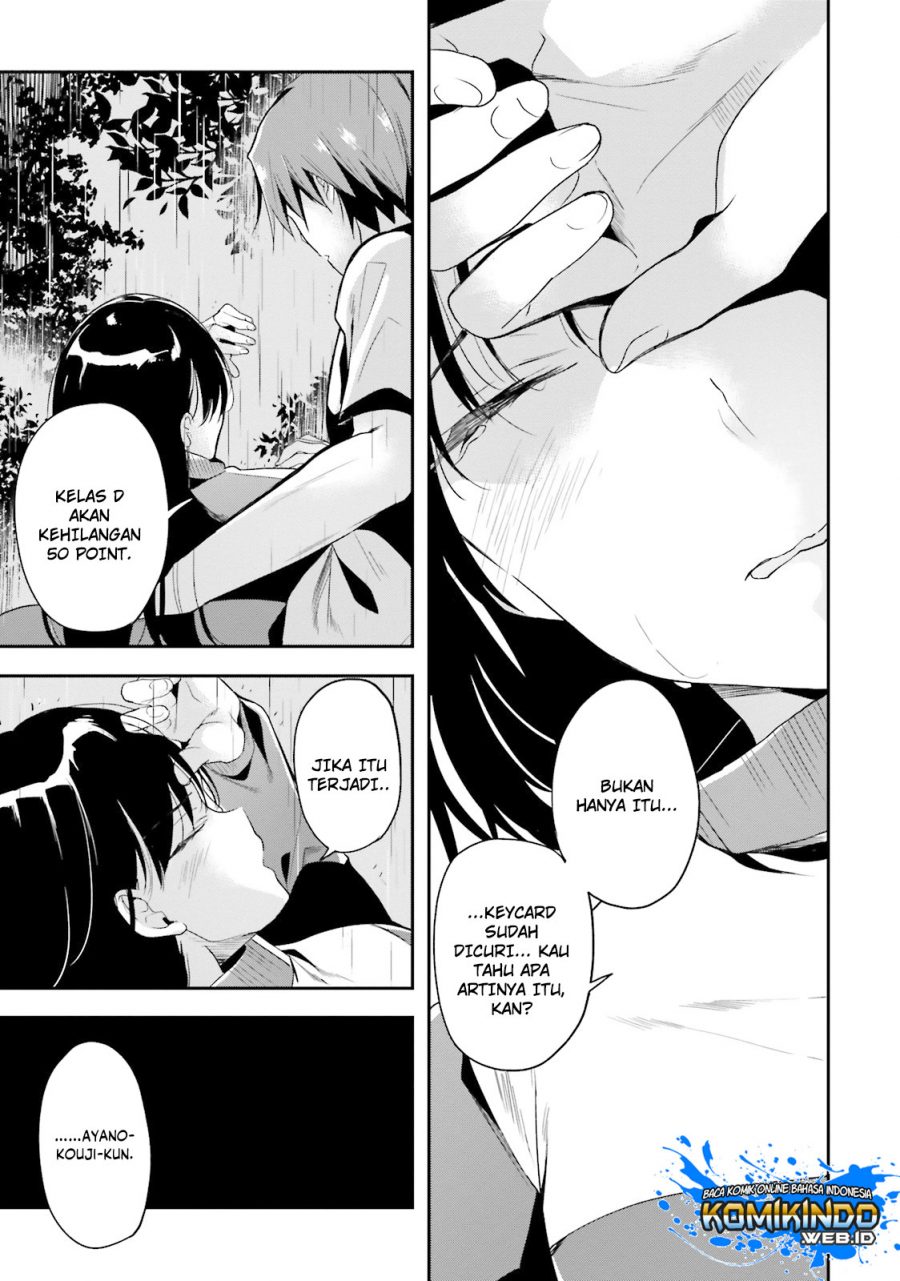 BUKAN
HANYA ITU...
...KEYCARD
SUDAH
DICURI... KAU
TAHU APA
ARTINYA ITU,
KAN?
KELAS D
AKAN
KEHILANGAN
50 POINT.
JIKA ITU
TERJADI..
......AYANO-
KOUJI-KUN.
BACA KOMIK ONLINE BAHASA INDONESIA
KOMIKINDO
.WEB.ID